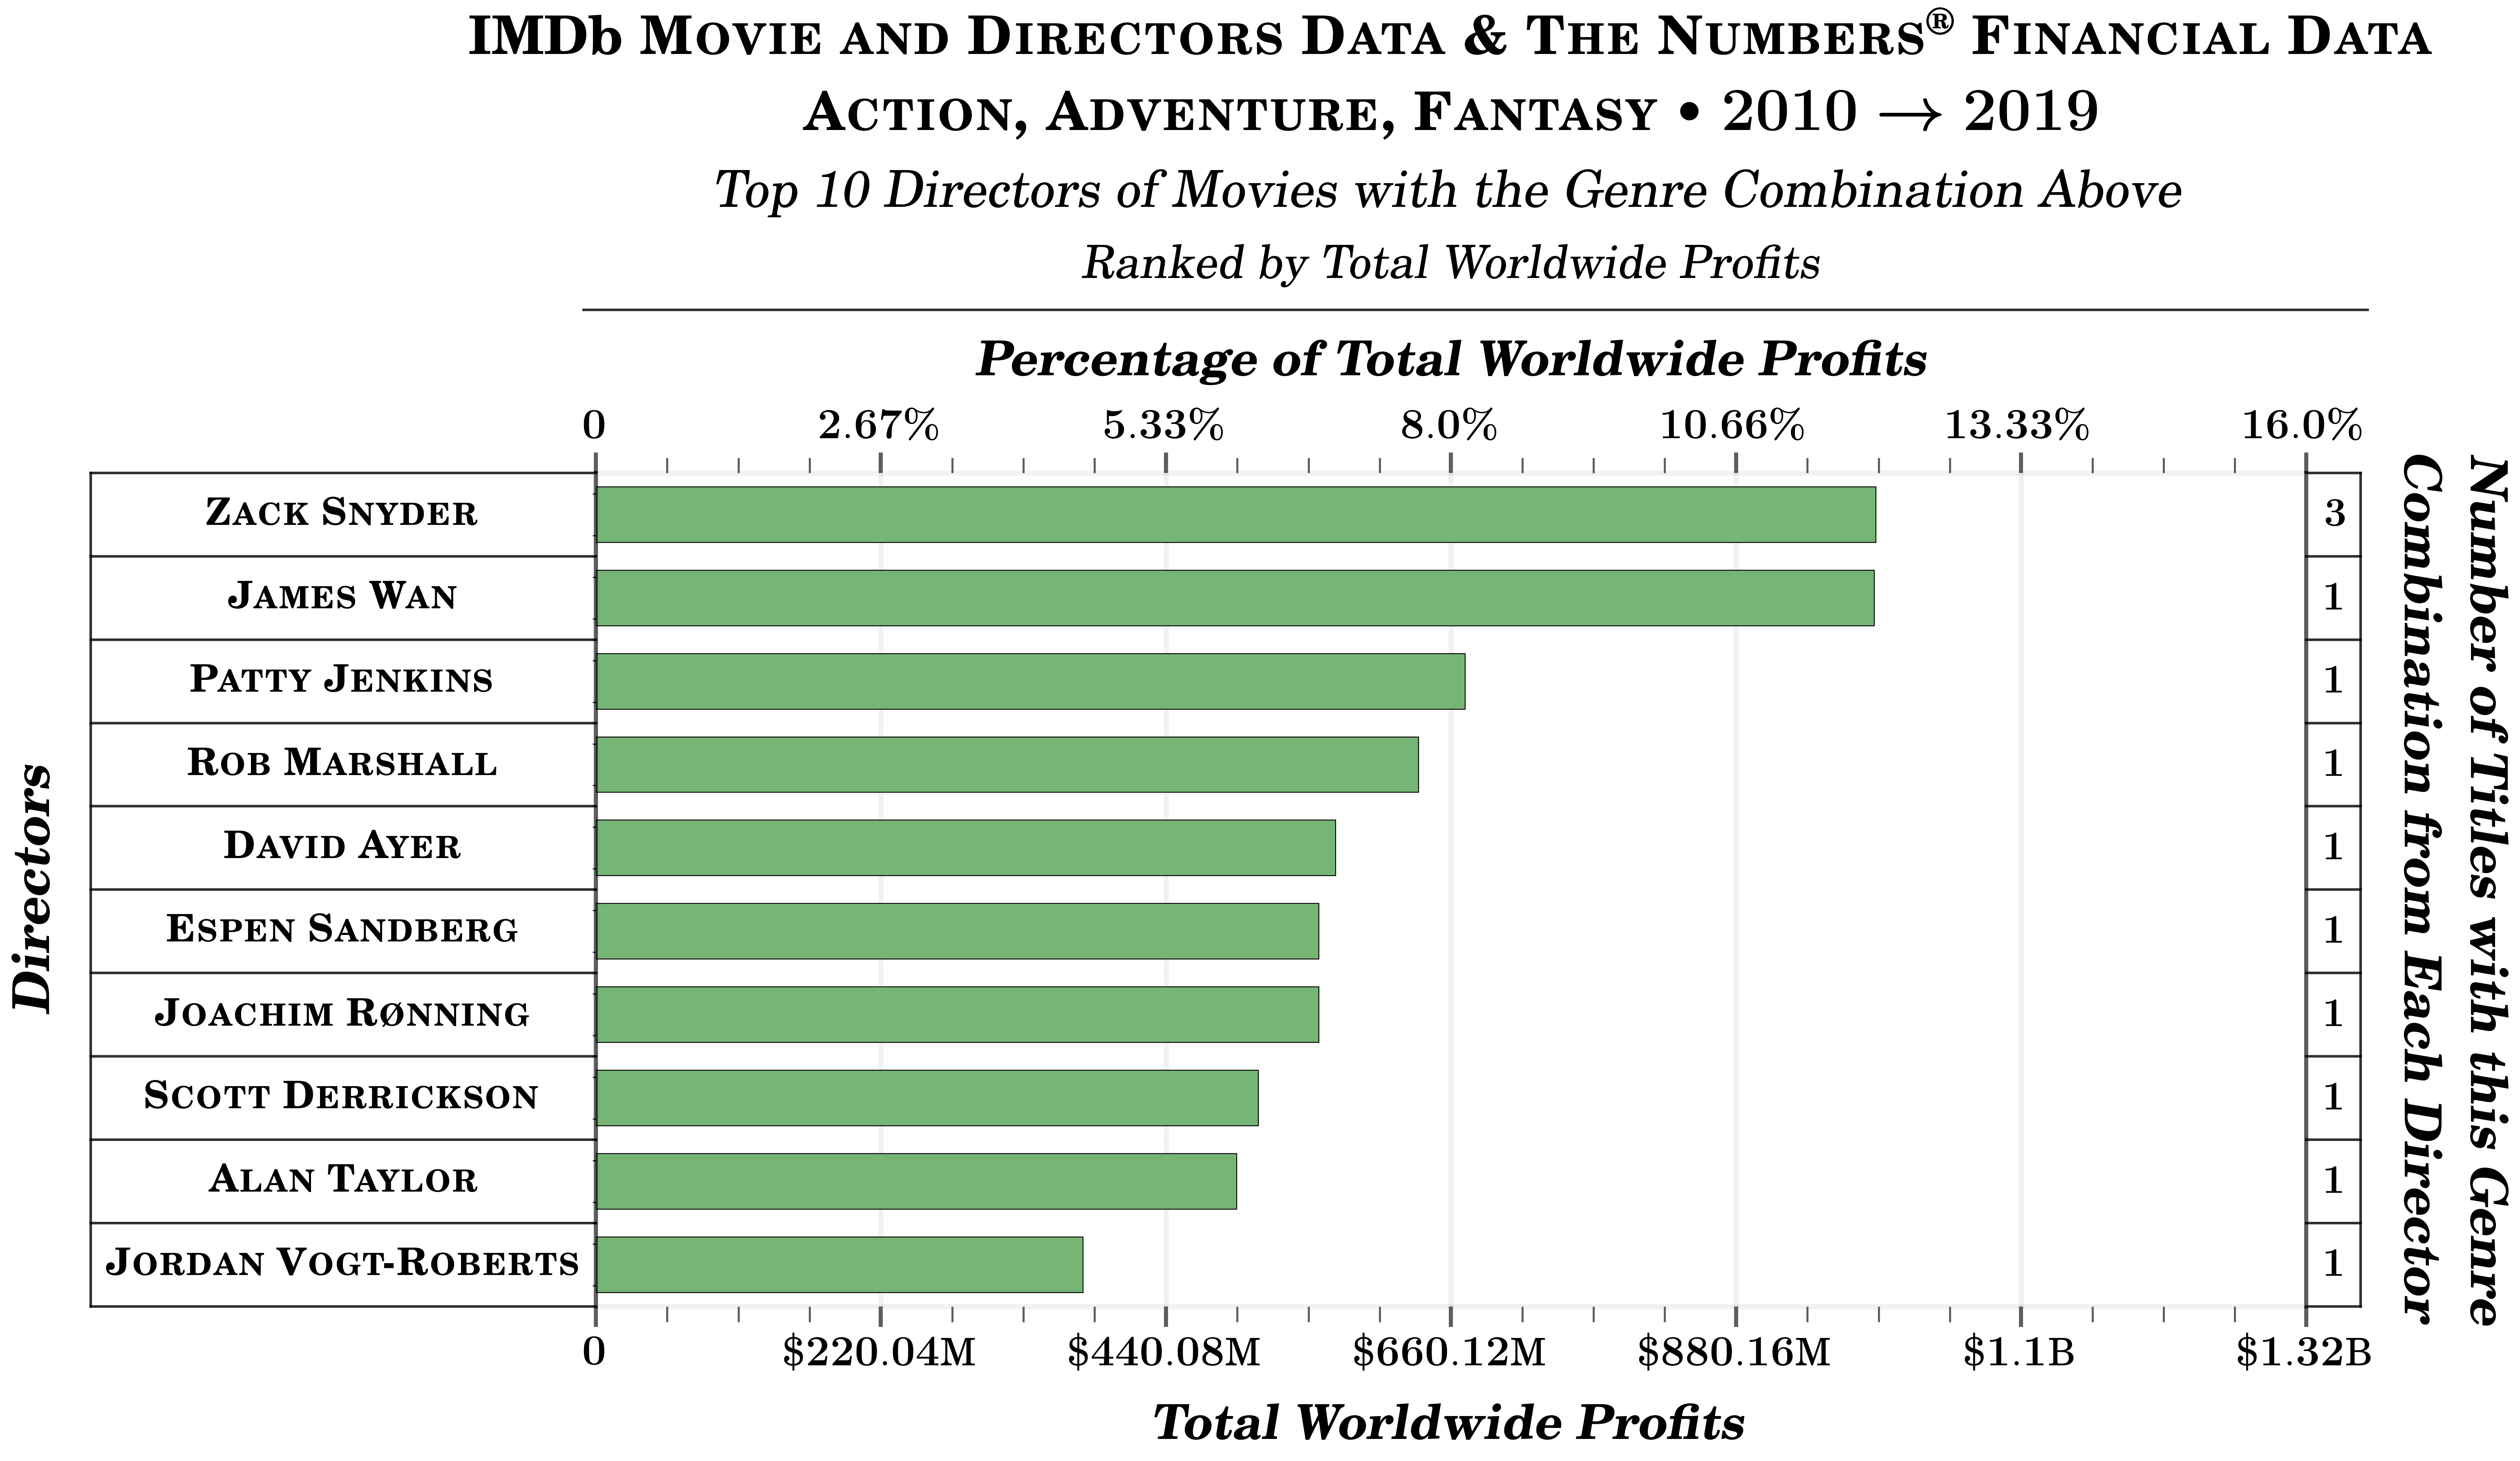 IMDb Movie and Directors Data & The Numbers® Financial Data
Action, Adventure, Fantasy • 2010 → 2019
Top 10 Directors of Movies with the Genre Combination Above
Ranked by Total Worldwide Profits
Percentage of Total Worldwide Profits
0 2.67% 5.33% 8.0% 10.66% 13.33% 16.0%
Directors
Zack Snyder 3
James Wan 1
Patty Jenkins 1
Rob Marshall 1
David Ayer 1
Espen Sandberg 1
Joachim Rønning 1
Scott Derrickson 1
Alan Taylor 1
Jordan Vogt-Roberts 1
Number of Titles with this Genre
Combination from Each Director
0 $220.04M $440.08M $660.12M $880.16M $1.1B $1.32B
Total Worldwide Profits